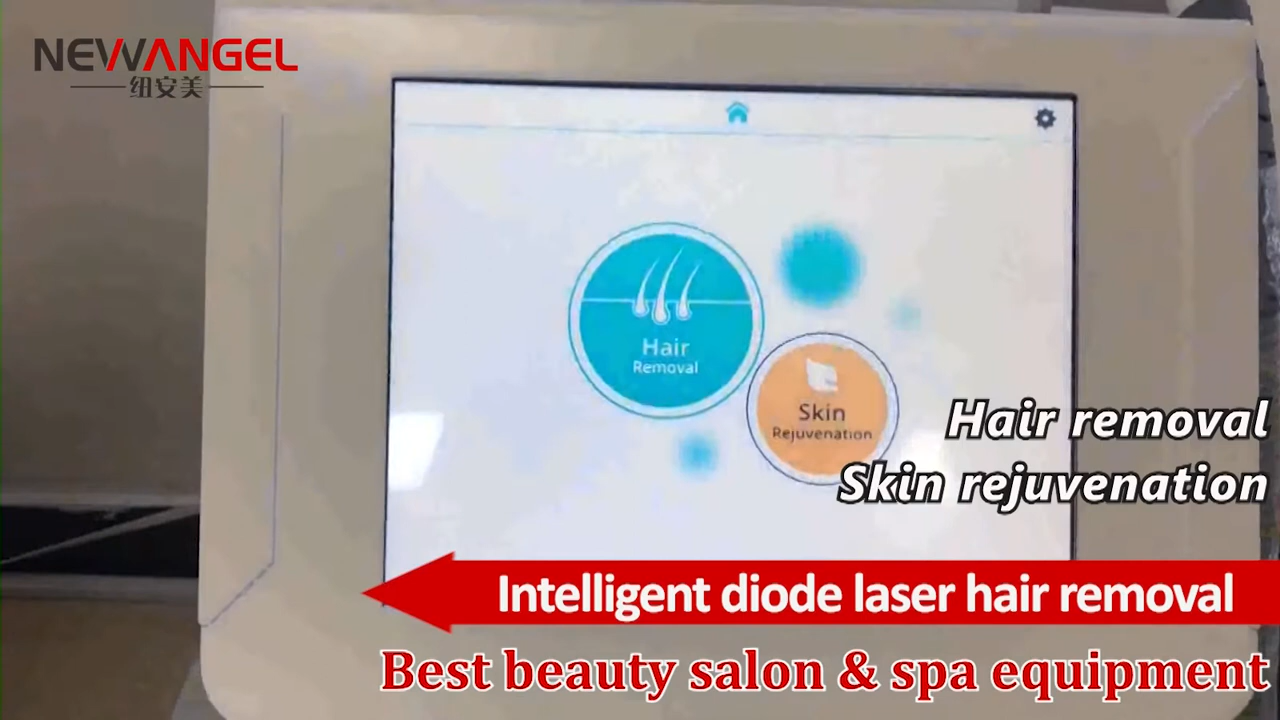 NEWANGEL
纽安美
Hair
Removal
Skin
Rejuvenation
Hair removal
Skin rejuvenation
Intelligent diode laser hair removal
Best beauty salon & spa equipment